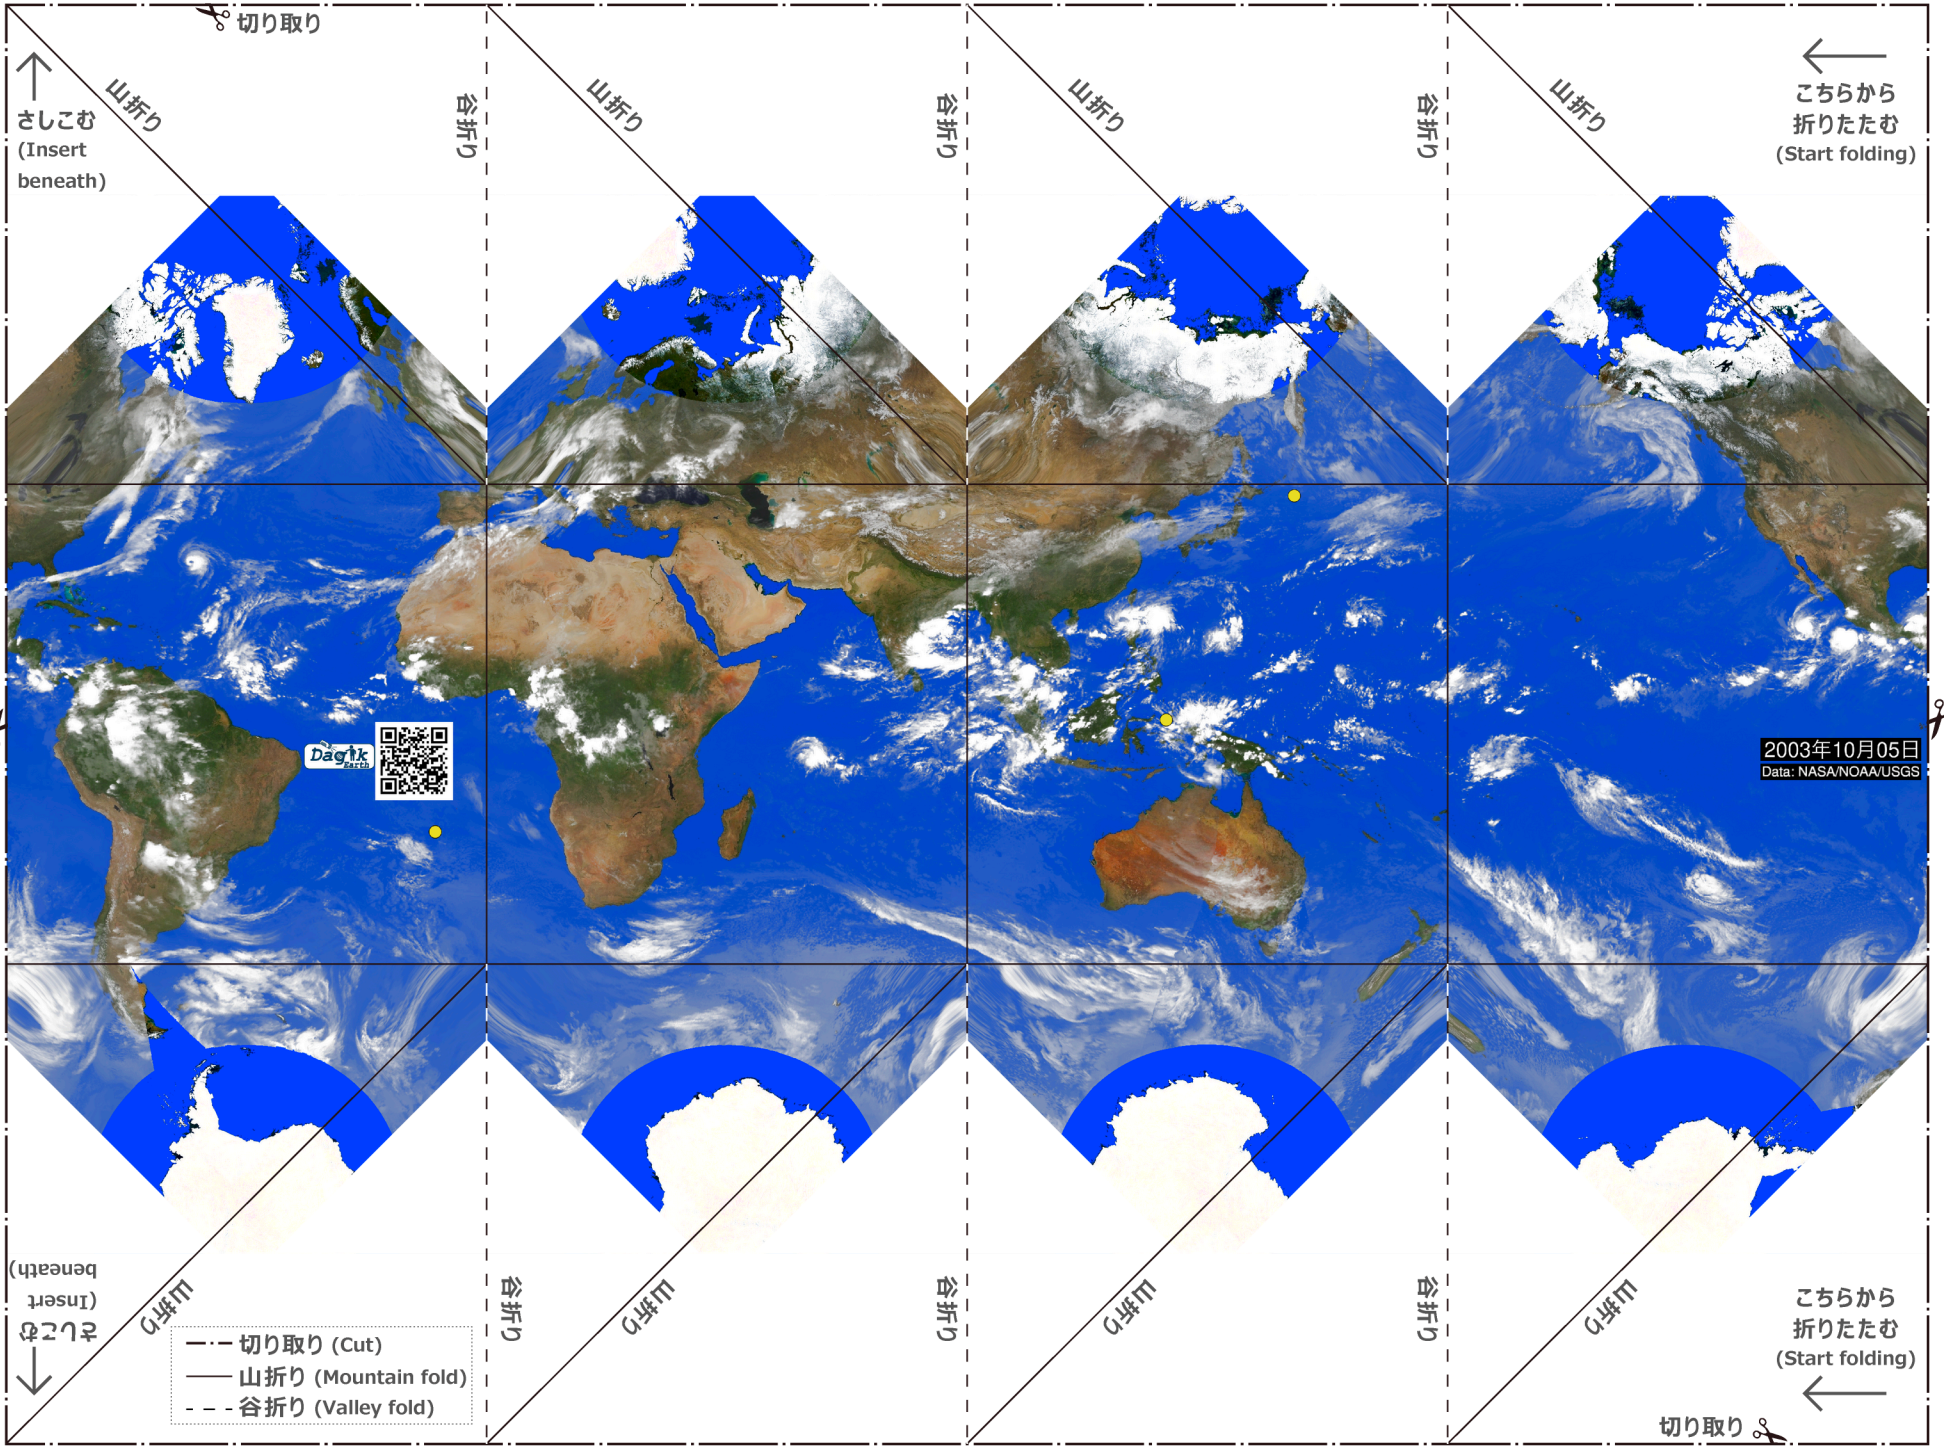 切り取り
山折り
谷折り
山折り
谷折り
山折り
谷折り
山折り
さしこむ
(Insert
beneath)
こちらから
折りたたむ
(Start folding)
Dagik
Earth
2003年10月05日
Data: NASA/NOAA/USGS
さしこむ
(Insert
beneath)
山折り
谷折り
山折り
谷折り
山折り
谷折り
山折り
こちらから
折りたたむ
(Start folding)
切り取り (Cut)
山折り (Mountain fold)
谷折り (Valley fold)
切り取り